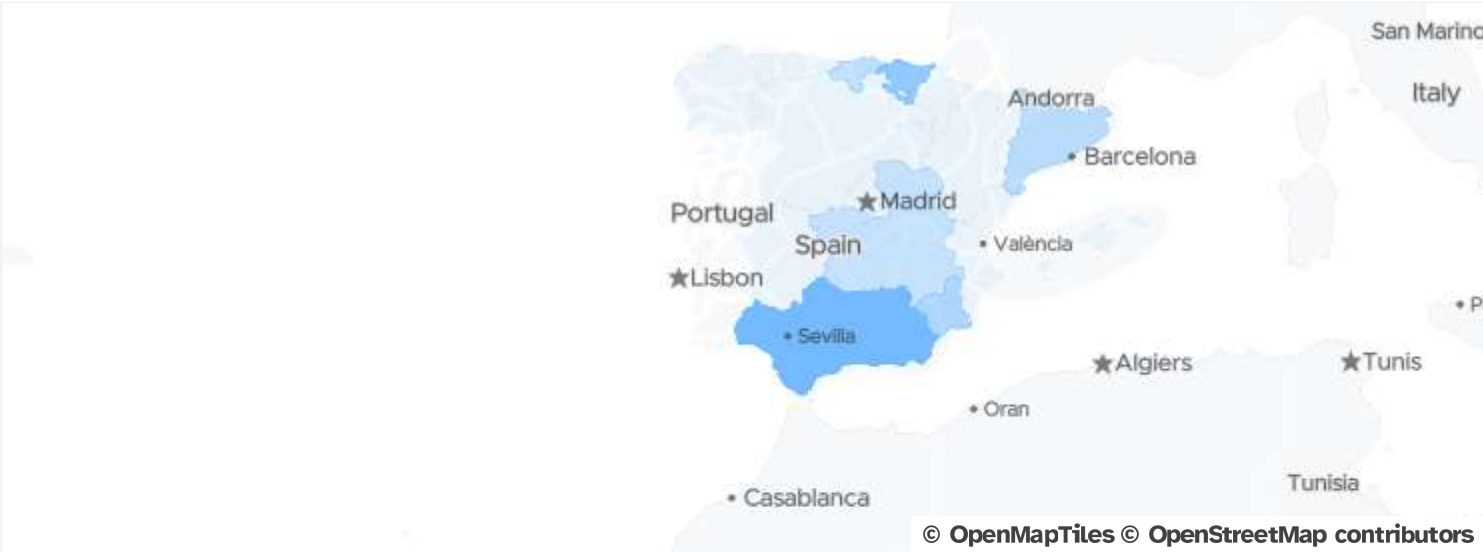 San Marino
Italy
Andorra
Barcelona
Madrid
Portugal
Spain
València
Lisbon
Sevilla
Algiers
Tunis
Oran
Tunisia
Casablanca
© OpenMapTiles © OpenStreetMap contributors